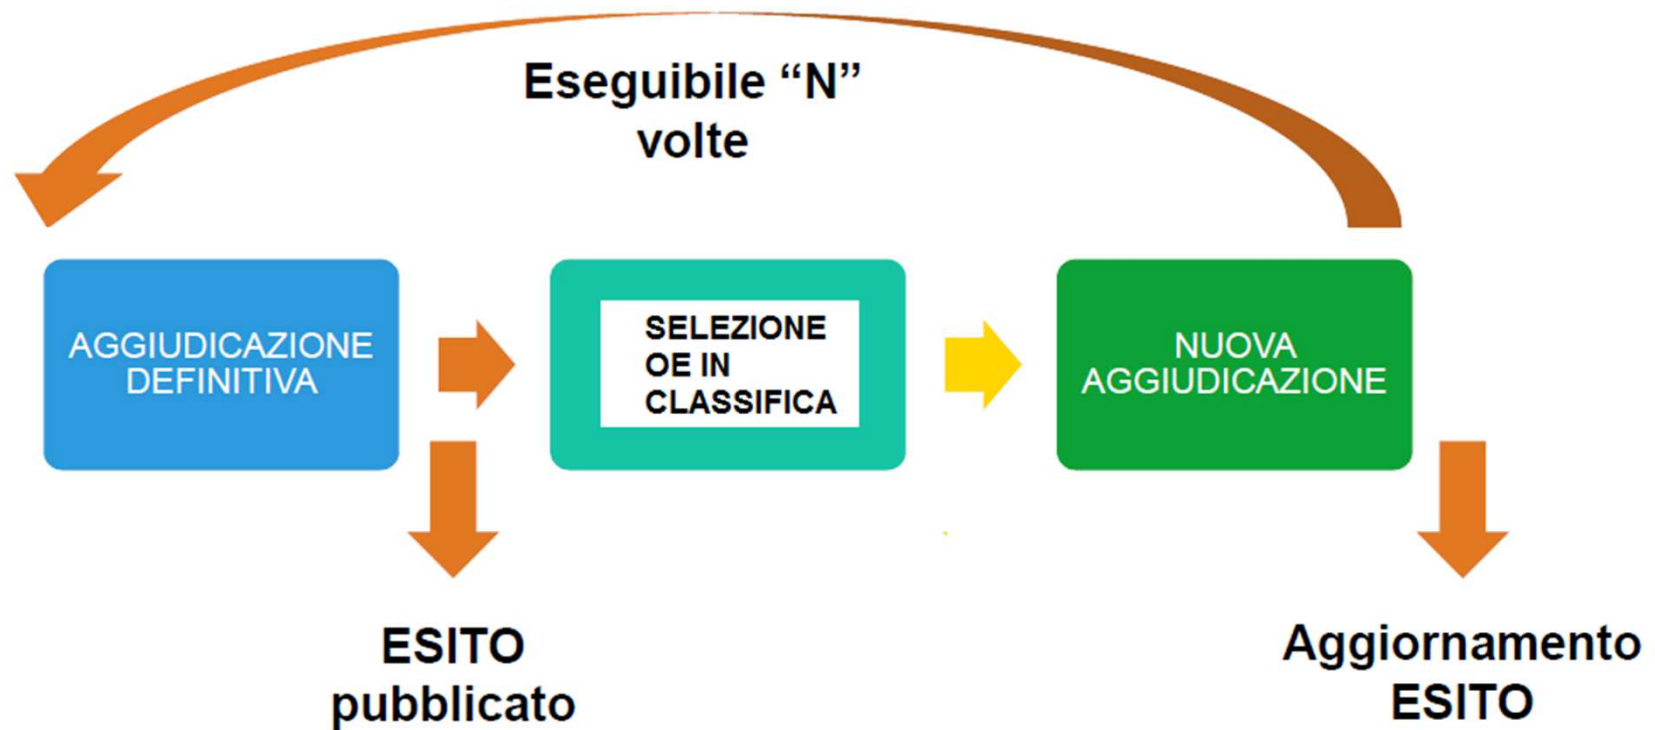 Eseguibile “N”
volte
AGGIUDICAZIONE
DEFINITIVA
SELEZIONE
OE IN
CLASSIFICA
NUOVA
AGGIUDICAZIONE
ESITO
pubblicato
Aggiornamento
ESITO